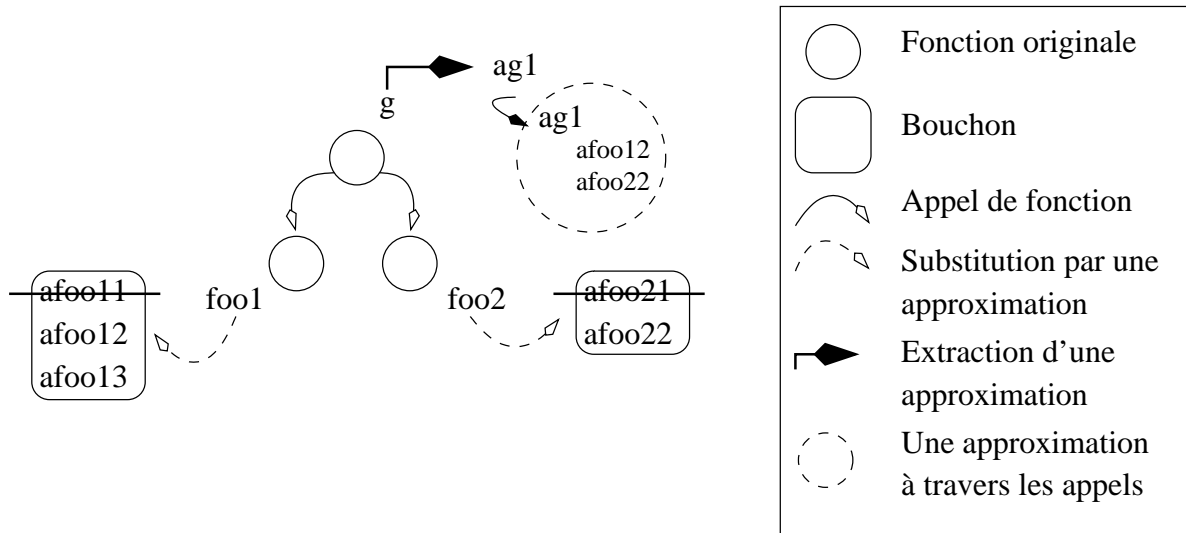 ag1
g
ag1
afoo12
afoo22
foo1
foo2
afoo11
afoo12
afoo13
afoo21
afoo22
Fonction originale
Bouchon
Appel de fonction
Substitution par une
approximation
Extraction d’une
approximation
Une approximation
à travers les appels